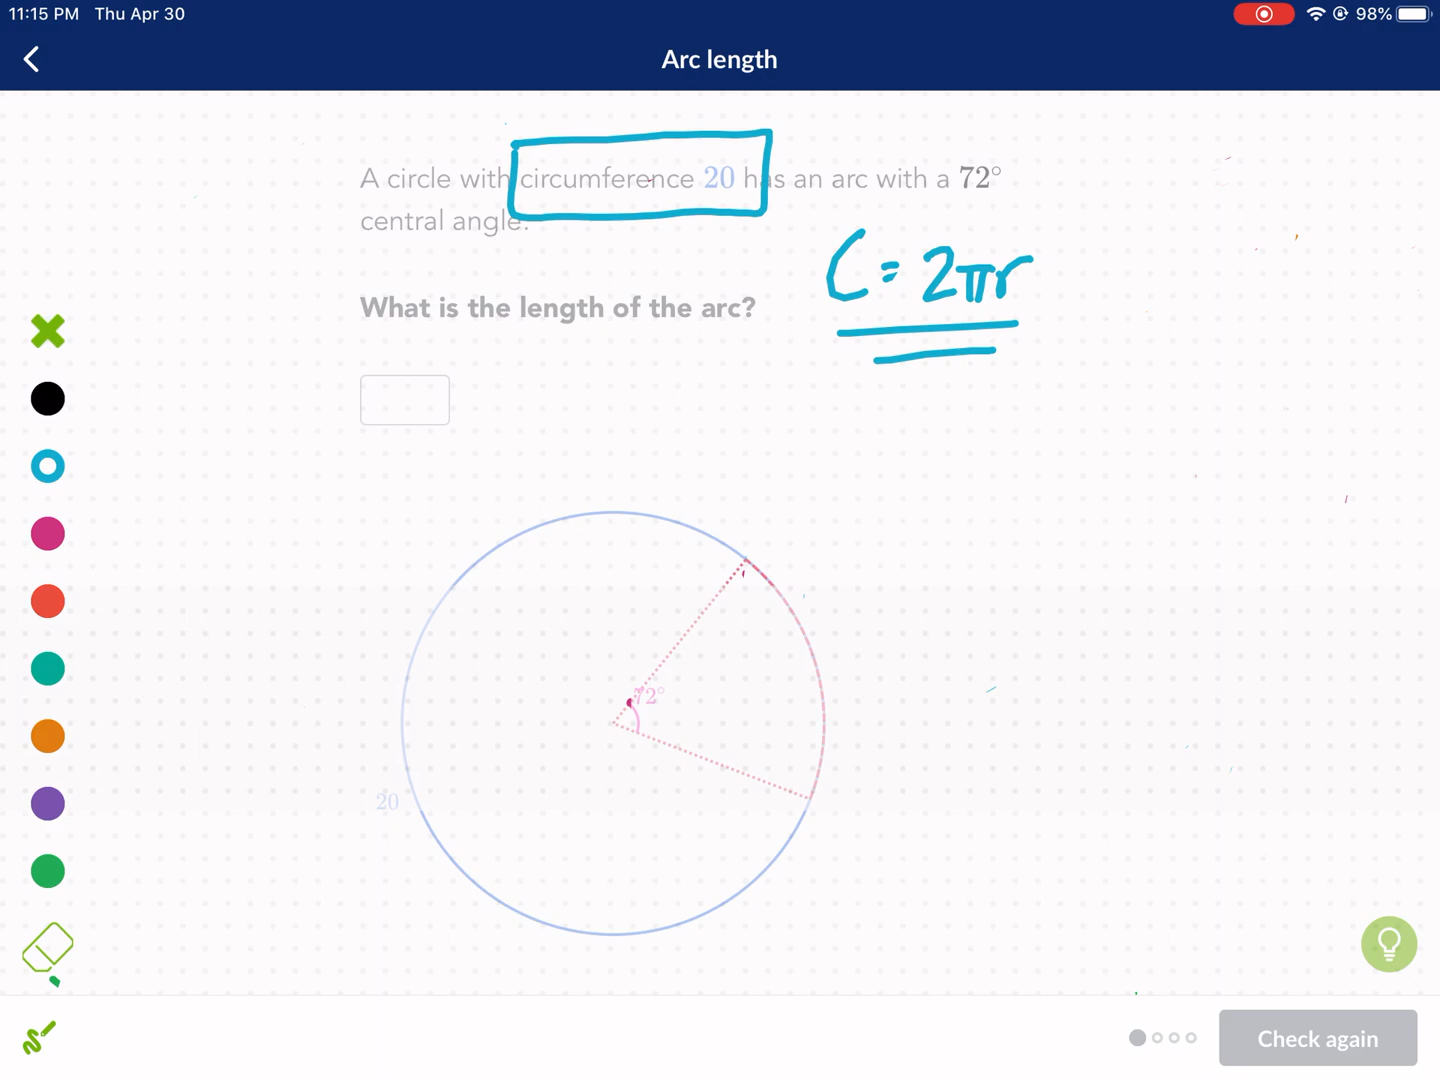 11:15 PM Thu Apr 30 98%
Arc length
A circle with circumference 20 has an arc with a 72°
central angle.
C = 2πr
What is the length of the arc?
72°
20
Check again